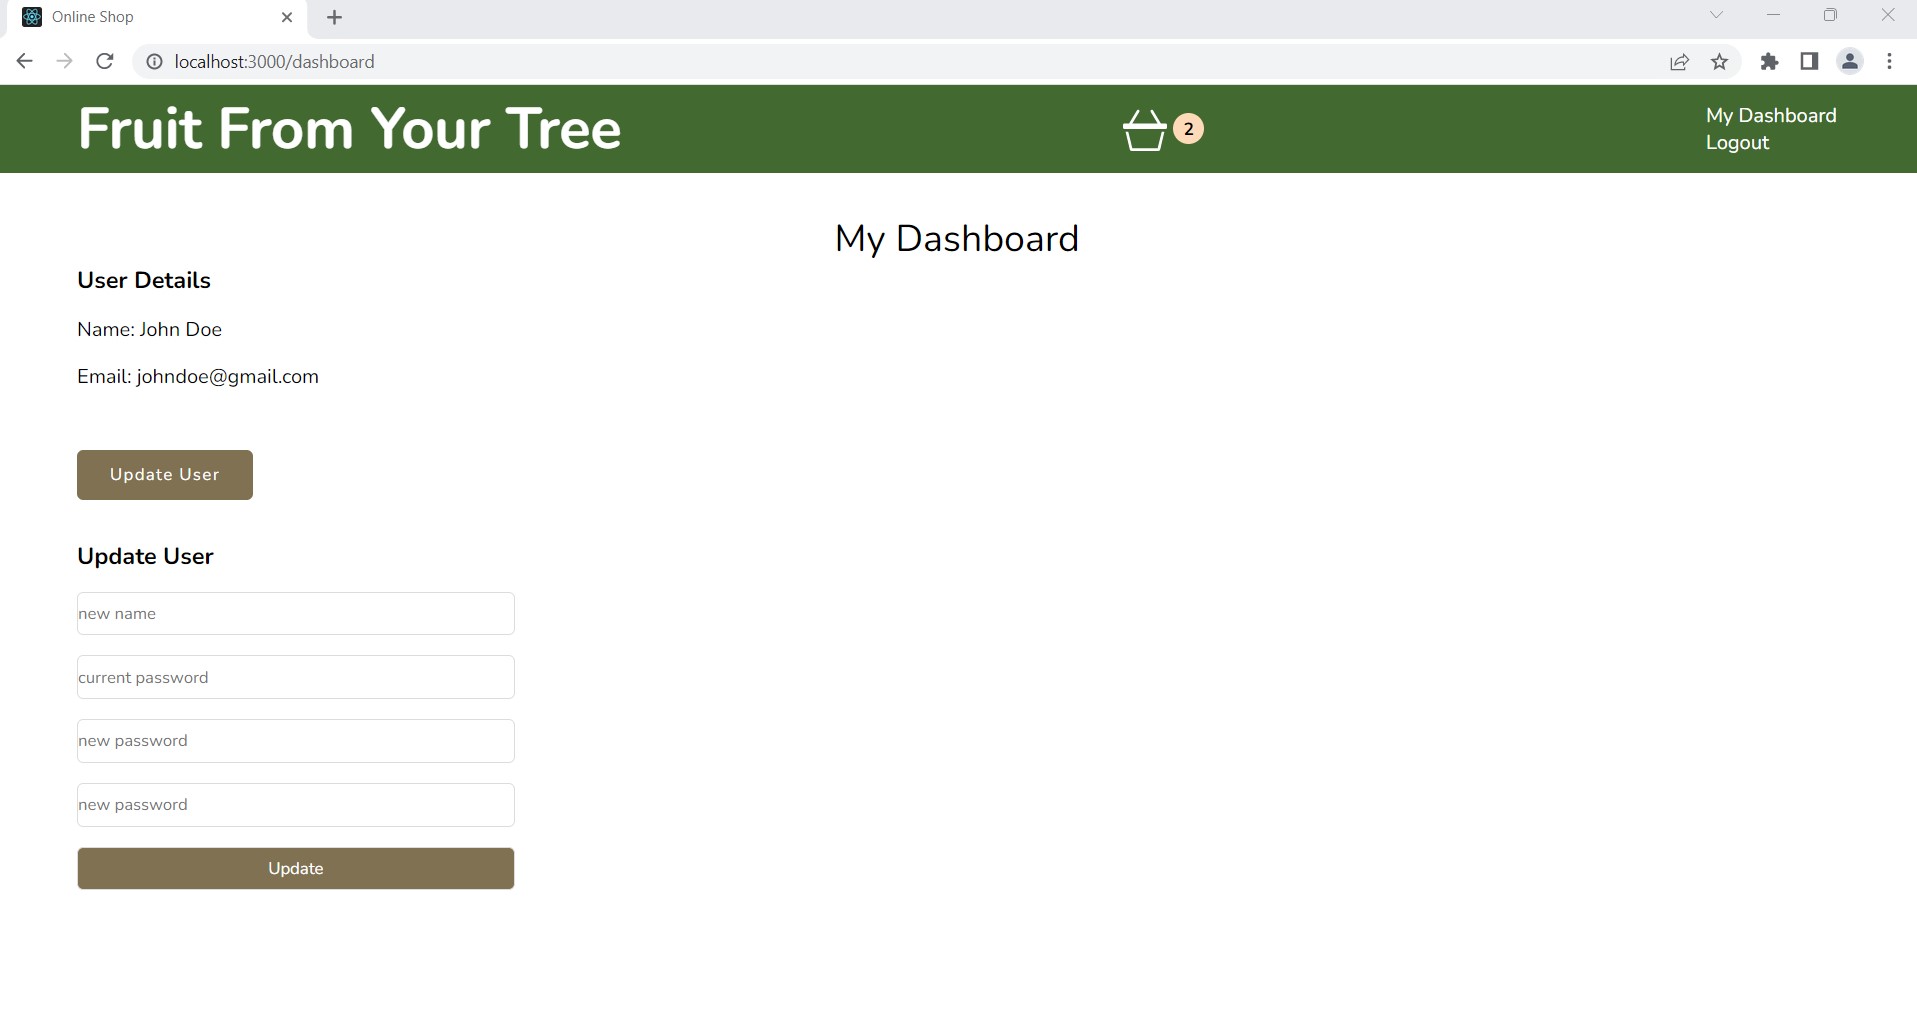 Online Shop
localhost:3000/dashboard
Fruit From Your Tree
2
My Dashboard
Logout
My Dashboard
User Details
Name: John Doe
Email: johndoe@gmail.com
Update User
Update User
new name
current password
new password
new password
Update